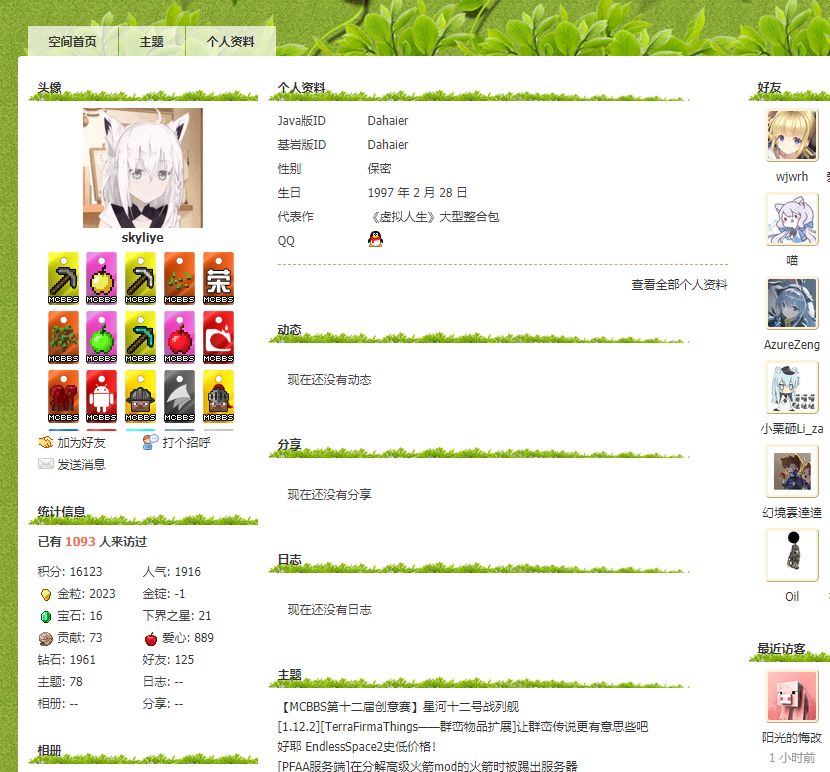 空间首页 主题 个人资料
头像
skyliye
MCBBS MCBBS MCBBS MCBBS 菜 MCBBS
MCBBS MCBBS MCBBS MCBBS MCBBS
MCBBS MCBBS MCBBS MCBBS MCBBS
加为好友 打个招呼
发送消息
统计信息
已有 1093 人来访过
积分: 16123 人气: 1916
金粒: 2023 金锭: -1
宝石: 16 下界之星: 21
贡献: 73 爱心: 889
钻石: 1961 好友: 125
主题: 78 日志: --
相册: -- 分享: --
相册
个人资料
Java版ID Dahaier
基岩版ID Dahaier
性别 保密
生日 1997 年 2 月 28 日
代表作 《虚拟人生》大型整合包
QQ
查看全部个人资料
动态
现在还没有动态
分享
现在还没有分享
日志
现在还没有日志
主题
【MCBBS第十二届创意赛】星河十二号战列舰
[1.12.2][TerraFirmaThings——群峦物品扩展]让群峦传说更有意思些吧
好耶 EndlessSpace2史低价格！
[PFAA服务端]在分解高级火箭mod的火箭时被踢出服务器
好友
wjwrh
喵
AzureZeng
小栗砸Li_za
幻境雲逹逹
Oil
最近访客
阳光的悔改
1 小时前